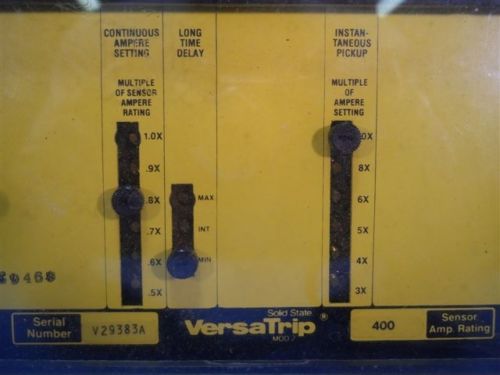 CONTINUOUS
AMPERE
SETTING
MULTIPLE
OF SENSOR
AMPERE
RATING
1.0X
.9X
.8X
.7X
.6X
.5X
LONG
TIME
DELAY
MAX
INT
MIN
INSTAN-
TANEOUS
PICKUP
MULTIPLE
OF
AMPERE
SETTING
0X
8X
6X
5X
4X
3X
Serial
Number
V29383A
Solid State
VersaTrip ®
MOD 2
400
Sensor
Amp. Rating